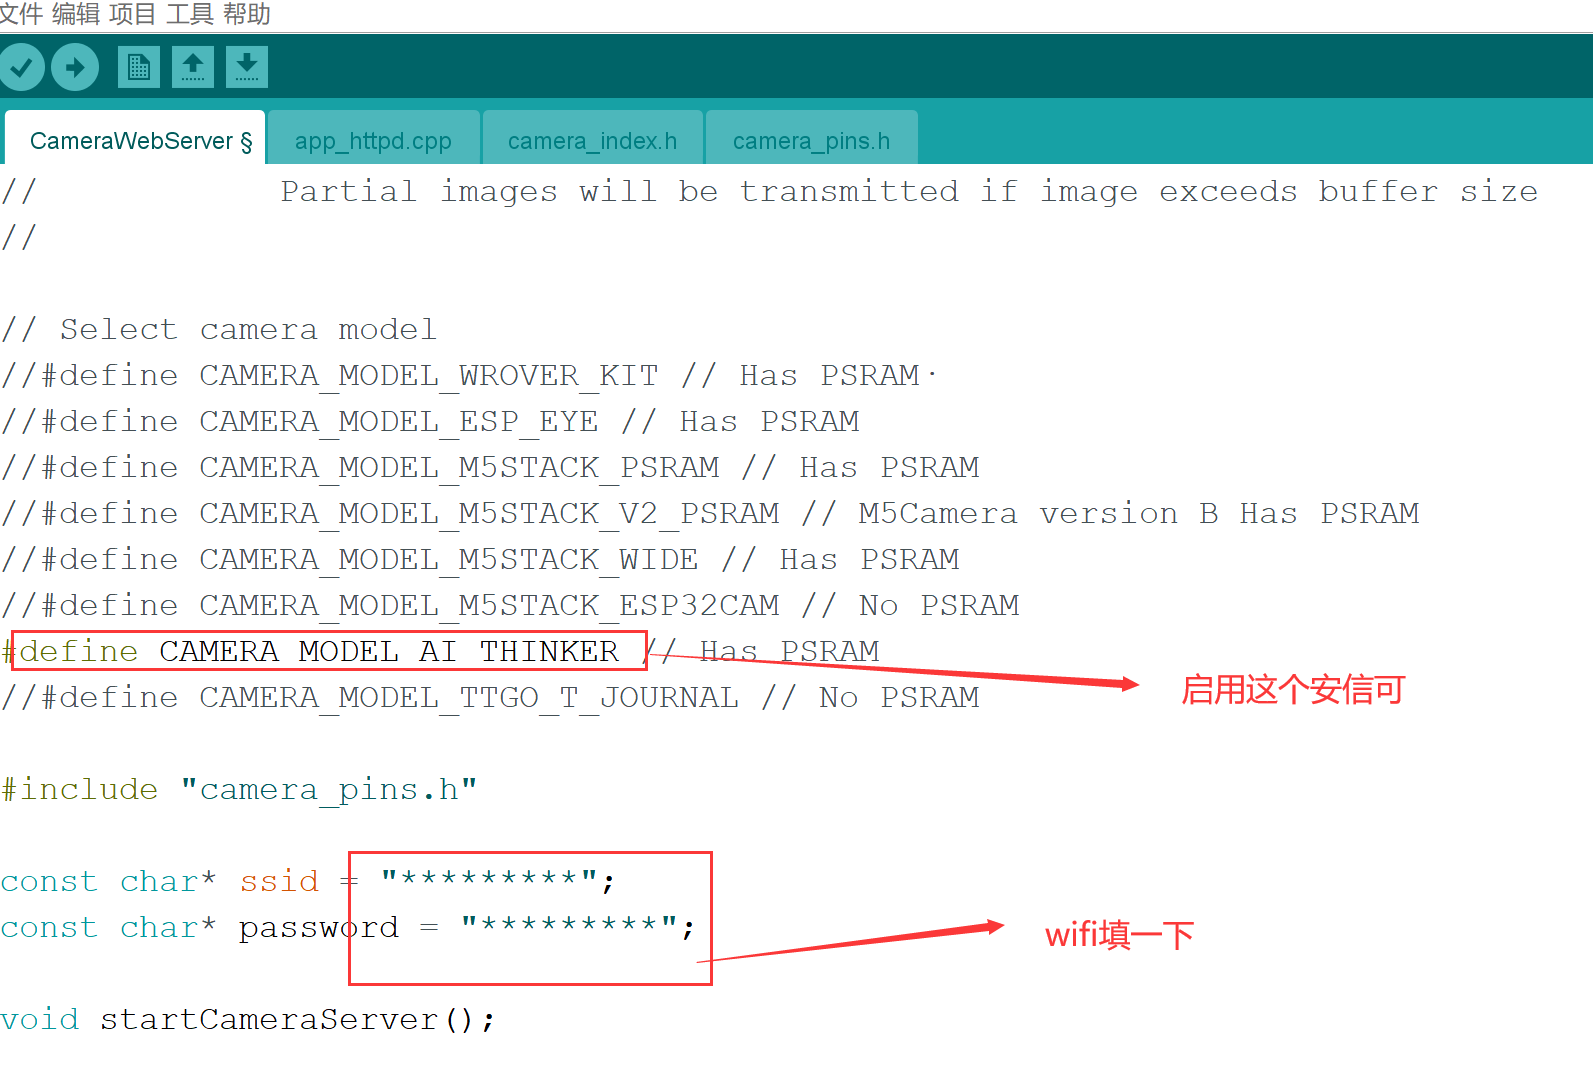 文件 编辑 项目 工具 帮助
CameraWebServer § app_httpd.cpp camera_index.h camera_pins.h
// Partial images will be transmitted if image exceeds buffer size
//
// Select camera model
//#define CAMERA_MODEL_WROVER_KIT // Has PSRAM·
//#define CAMERA_MODEL_ESP_EYE // Has PSRAM
//#define CAMERA_MODEL_M5STACK_PSRAM // Has PSRAM
//#define CAMERA_MODEL_M5STACK_V2_PSRAM // M5Camera version B Has PSRAM
//#define CAMERA_MODEL_M5STACK_WIDE // Has PSRAM
//#define CAMERA_MODEL_M5STACK_ESP32CAM // No PSRAM
#define CAMERA MODEL AI THINKER // Has PSRAM
启用这个安信可
//#define CAMERA_MODEL_TTGO_T_JOURNAL // No PSRAM
#include "camera_pins.h"
const char* ssid = "*********";
const char* password = "*********";
wifi填一下
void startCameraServer();